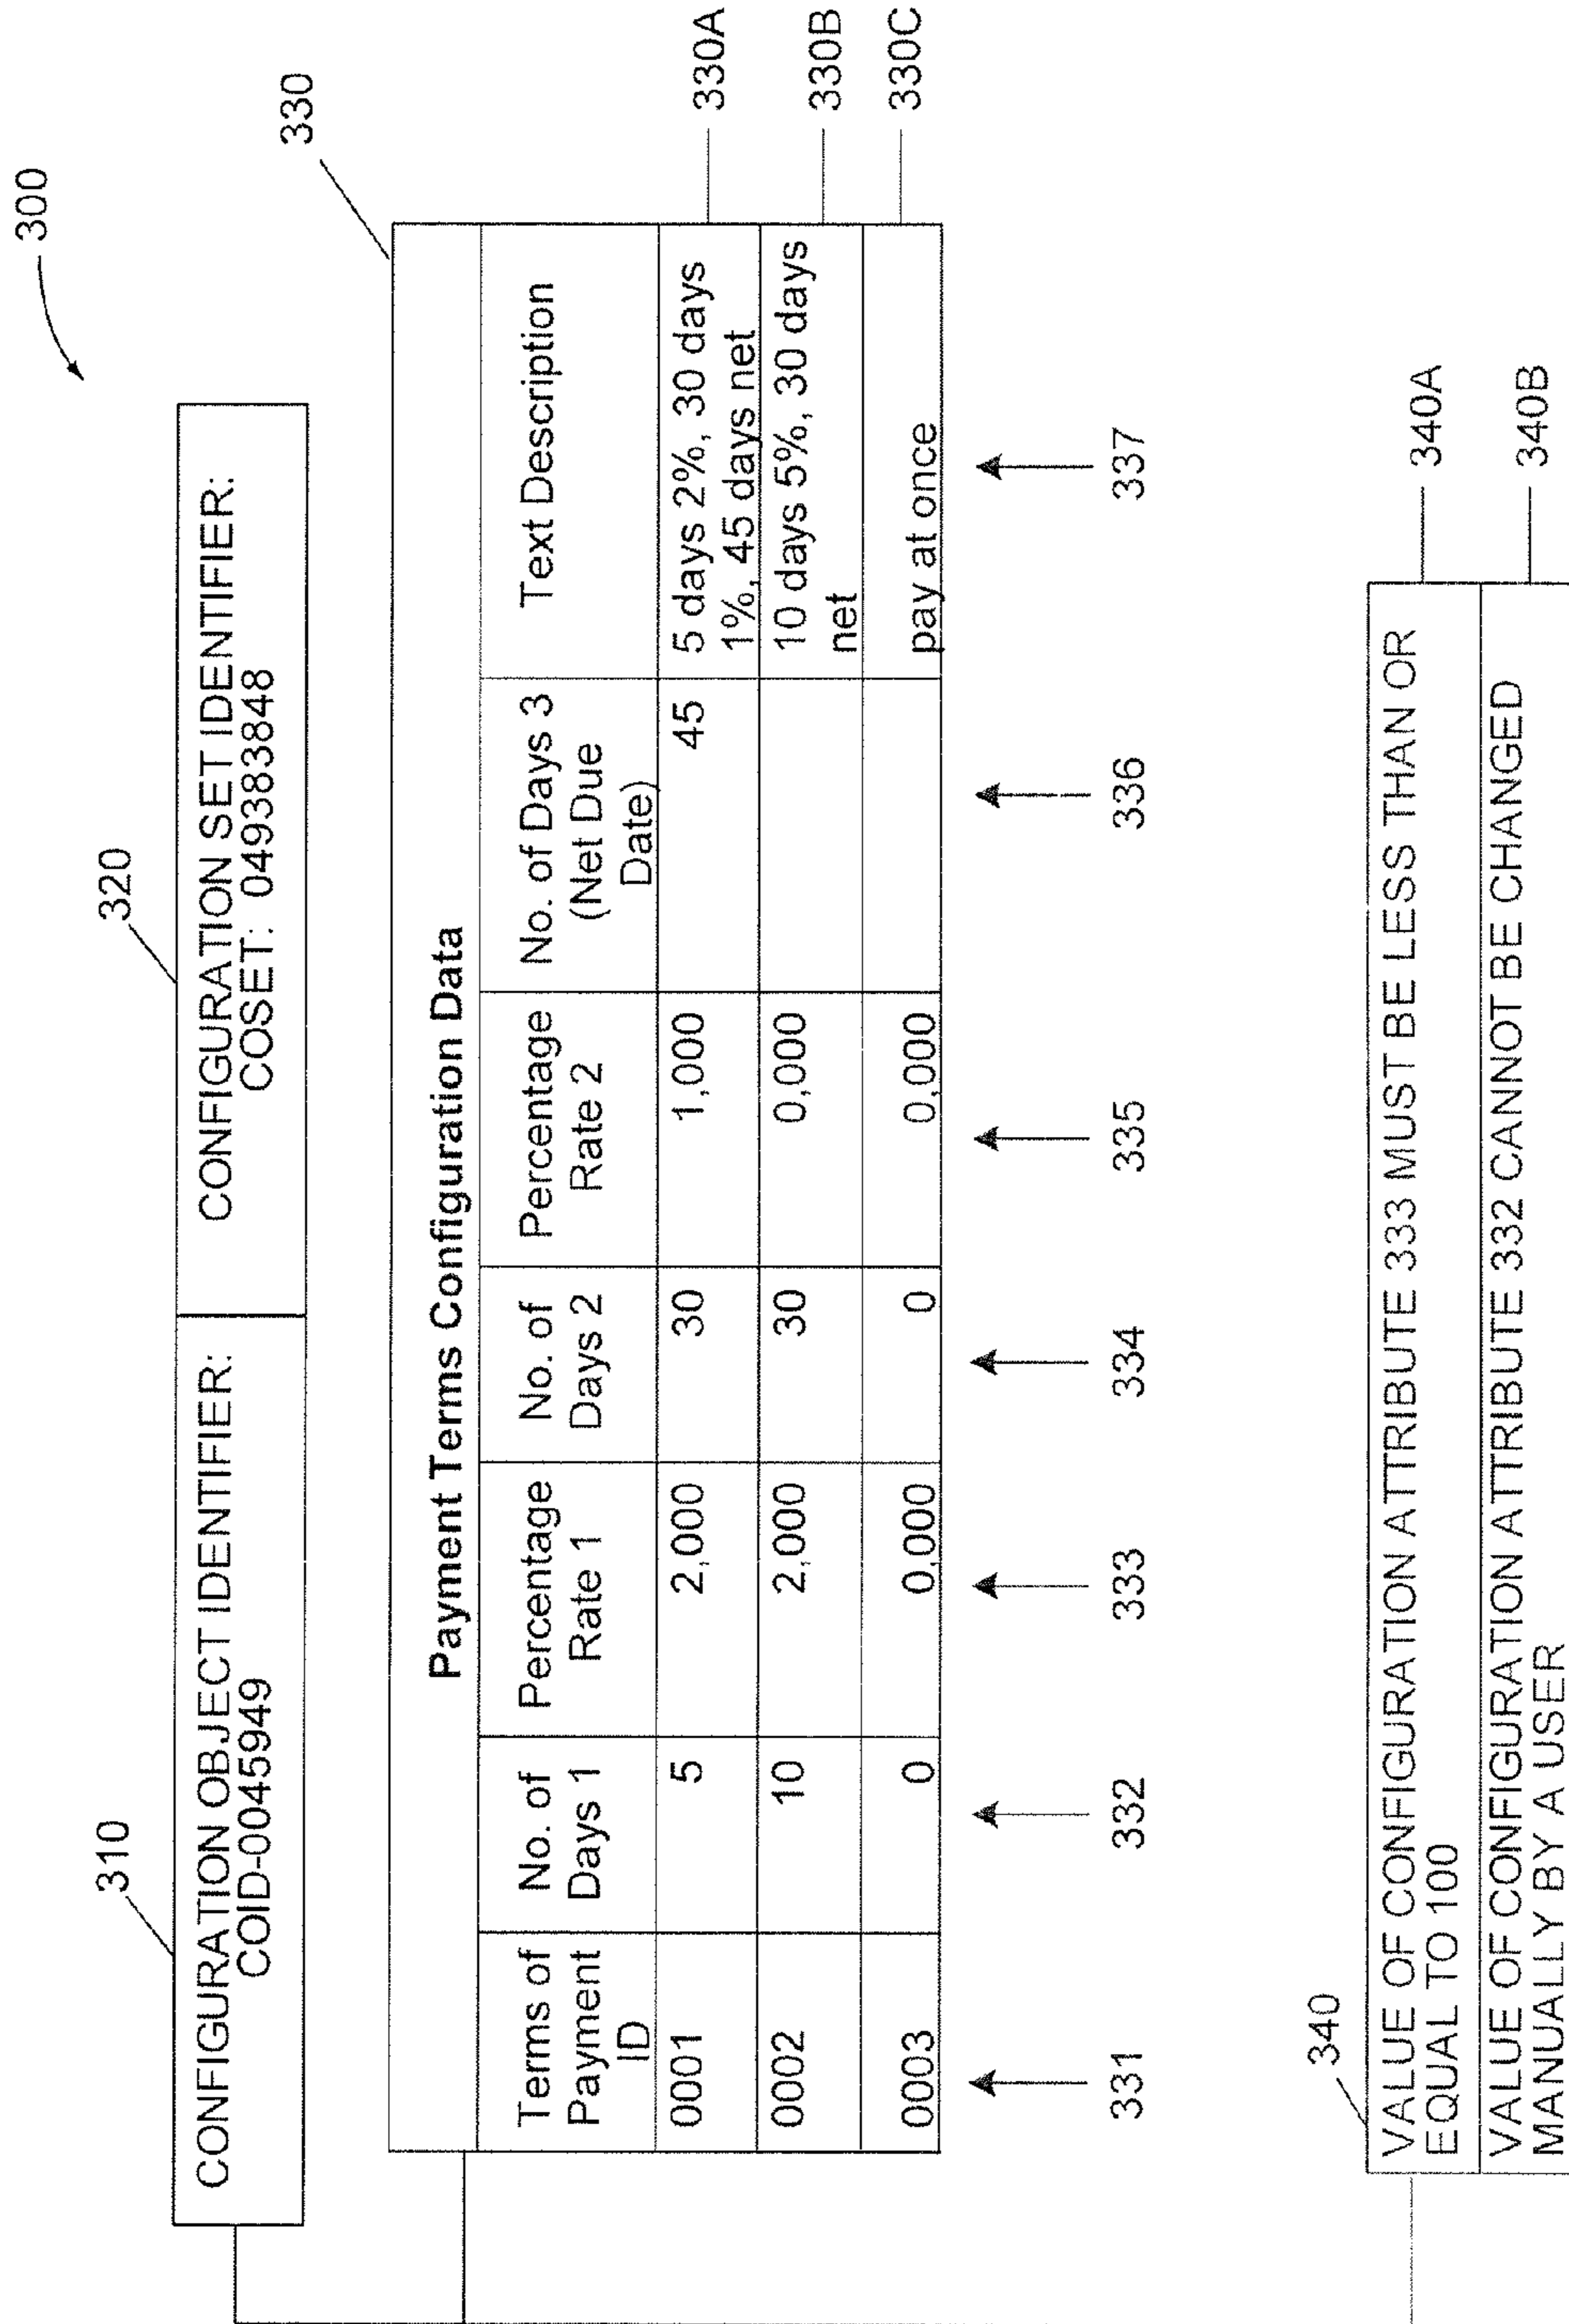 300
310
320
CONFIGURATION OBJECT IDENTIFIER:
COID-0045949
CONFIGURATION SET IDENTIFIER:
COSET: 049383848
330
Payment Terms Configuration Data
Terms of
Payment
ID
No. of
Days 1
Percentage
Rate 1
No. of
Days 2
Percentage
Rate 2
No. of Days 3
(Net Due
Date)
Text Description
0001
5
2,000
30
1,000
45
5 days 2%, 30 days
1%, 45 days net
330A
0002
10
2,000
30
0,000
10 days 5%, 30 days
net
330B
0003
0
0,000
0
0,000
pay at once
330C
331
332
333
334
335
336
337
340
VALUE OF CONFIGURATION ATTRIBUTE 333 MUST BE LESS THAN OR
EQUAL TO 100
340A
VALUE OF CONFIGURATION ATTRIBUTE 332 CANNOT BE CHANGED
MANUALLY BY A USER
340B